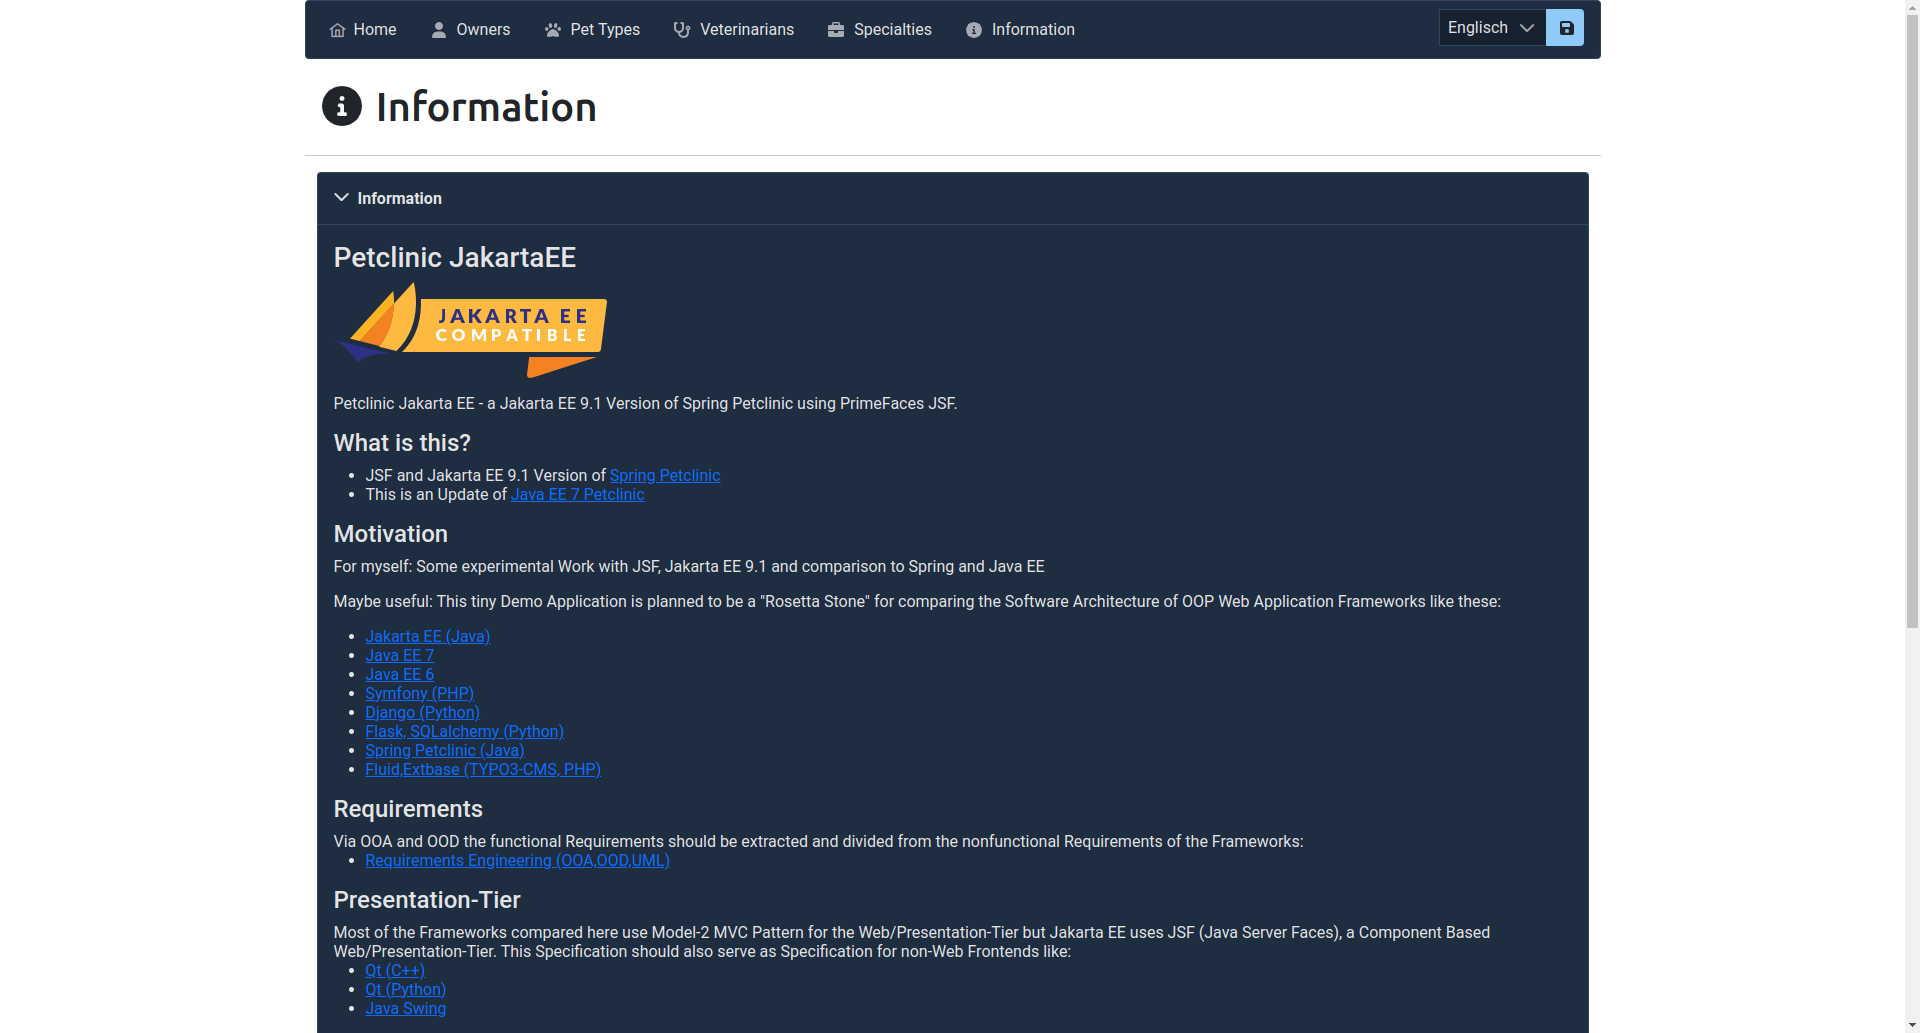 Home
Owners
Pet Types
Veterinarians
Specialties
Information
Englisch
Information
Information
Petclinic JakartaEE
JAKARTA EE
COMPATIBLE
Petclinic Jakarta EE - a Jakarta EE 9.1 Version of Spring Petclinic using PrimeFaces JSF.
What is this?
JSF and Jakarta EE 9.1 Version of Spring Petclinic
This is an Update of Java EE 7 Petclinic
Motivation
For myself: Some experimental Work with JSF, Jakarta EE 9.1 and comparison to Spring and Java EE
Maybe useful: This tiny Demo Application is planned to be a "Rosetta Stone" for comparing the Software Architecture of OOP Web Application Frameworks like these:
Jakarta EE (Java)
Java EE 7
Java EE 6
Symfony (PHP)
Django (Python)
Flask, SQLalchemy (Python)
Spring Petclinic (Java)
Fluid,Extbase (TYPO3-CMS, PHP)
Requirements
Via OOA and OOD the functional Requirements should be extracted and divided from the nonfunctional Requirements of the Frameworks:
Requirements Engineering (OOA,OOD,UML)
Presentation-Tier
Most of the Frameworks compared here use Model-2 MVC Pattern for the Web/Presentation-Tier but Jakarta EE uses JSF (Java Server Faces), a Component Based
Web/Presentation-Tier. This Specification should also serve as Specification for non-Web Frontends like:
Qt (C++)
Qt (Python)
Java Swing